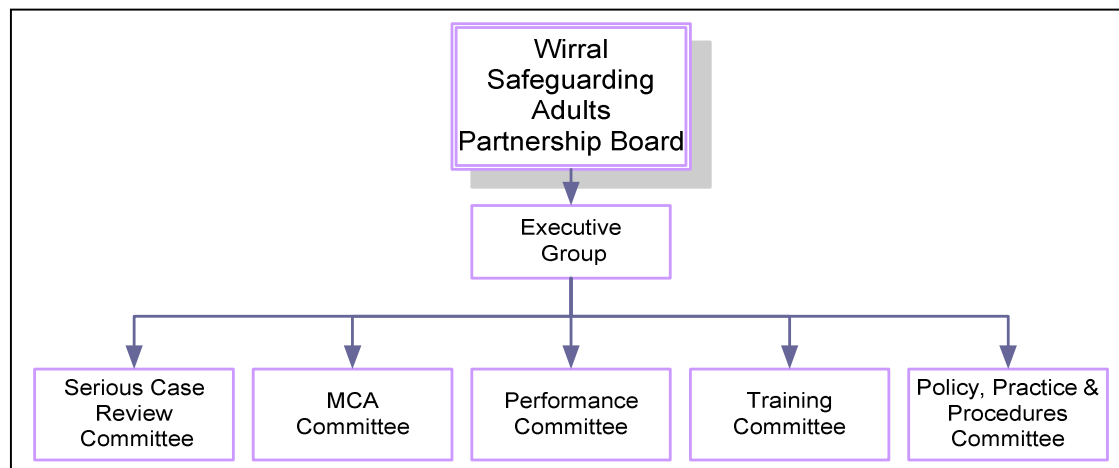 Wirral
Safeguarding
Adults
Partnership Board
Executive
Group
Serious Case
Review
Committee
MCA
Committee
Performance
Committee
Training
Committee
Policy, Practice &
Procedures
Committee